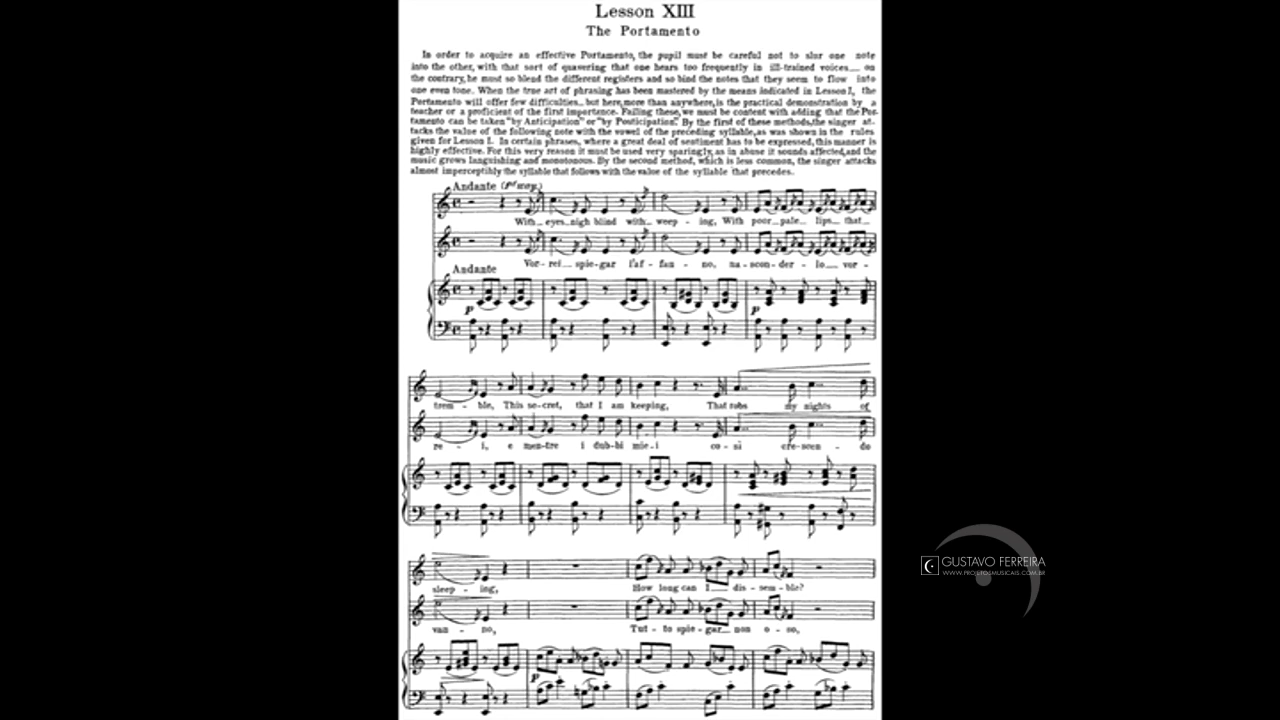 Lesson XIII
The Portamento
In order to acquire an effective Portamento, the pupil must be careful not to slur one note
into the other, with that sort of quavering that one hears too frequently in ill-trained voices... on
the contrary, he must so blend the different registers and so bind the notes that they seem to flow into
one even tone. When the true art of phrasing has been mastered by the means indicated in Lesson I, the
Portamento will offer few difficulties... but here, more than anywhere, is the practical demonstration by a
teacher or a proficient of the first importance. Failing these, we must be content with adding that the Por-
tamento can be taken "by Anticipation" or "by Posticipation." By the first of these methods, the singer at-
tacks the value of the following note with the vowel of the preceding syllable, as was shown in the rules
given for Lesson I. In certain phrases, where a great deal of sentiment has to be expressed, this manner is
highly effective. For this very reason it must be used very sparingly, as in abuse it sounds affected, and the
music grows languishing and monotonous. By the second method, which is less common, the singer attacks
almost imperceptibly the syllable that follows with the value of the syllable that precedes.
Andante
With eyes nigh blind with weep - ing, With poor pale lips that
Vor - rei spie-gar l'af - fan - no, na - scon - der - lo vor -
Andante
p p
trem - ble, This se-cret, that I am keeping, That robs my nights of
re - i, e men-tre i dub-bi mie - i co - sì cre-scen - do
sleep - ing, How long can I dis - sem - ble?
van - no, Tut - to spie - gar non o - so,
p
GUSTAVO FERREIRA
WWW.PROJETOSMUSICAIS.COM.BR